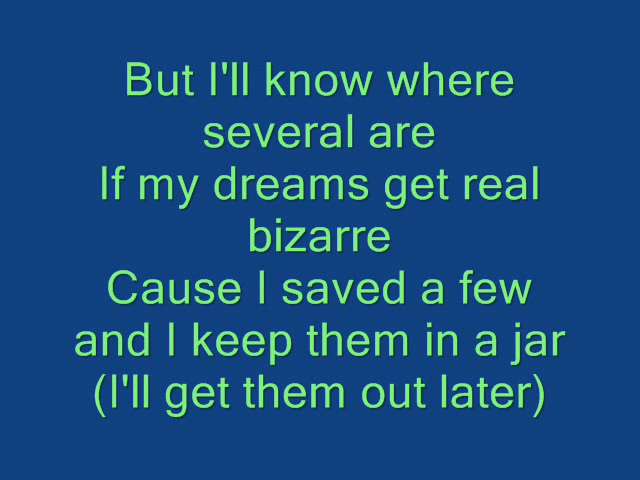 But I'll know where
several are
If my dreams get real
bizarre
Cause I saved a few
and I keep them in a jar
(I'll get them out later)